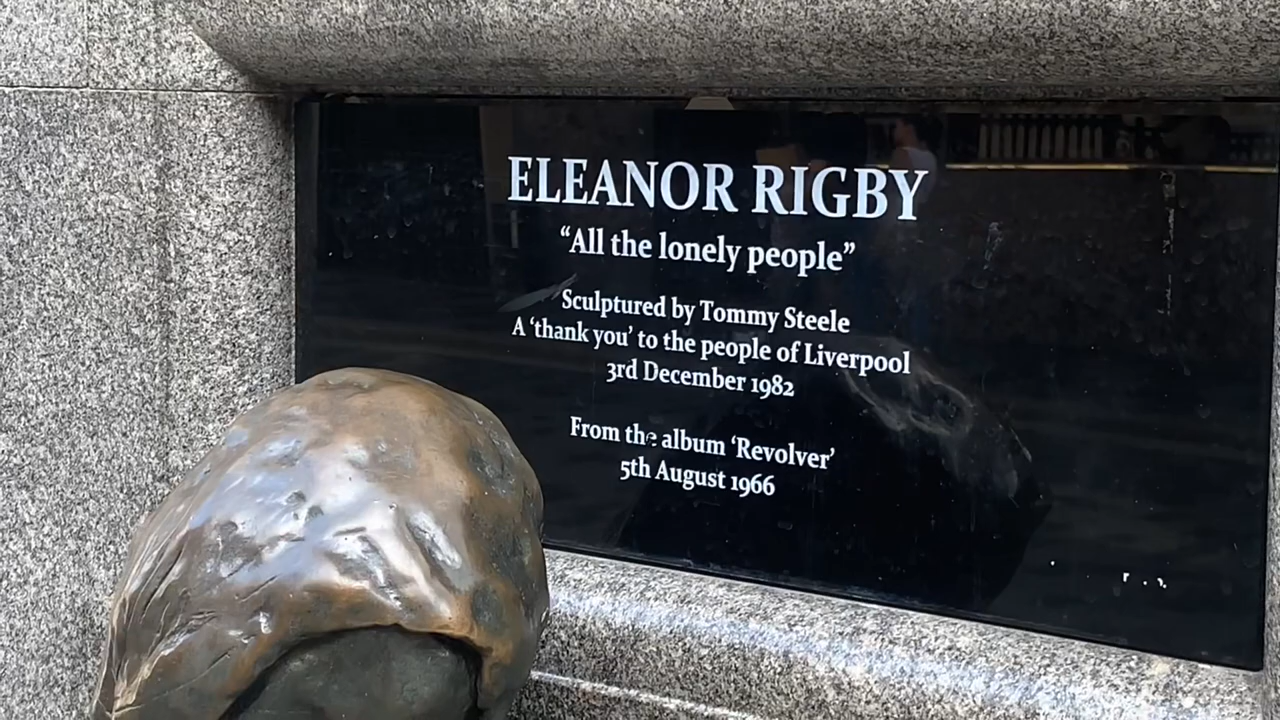 ELEANOR RIGBY
“All the lonely people”
Sculptured by Tommy Steele
A ‘thank you’ to the people of Liverpool
3rd December 1982
From the album ‘Revolver’
5th August 1966